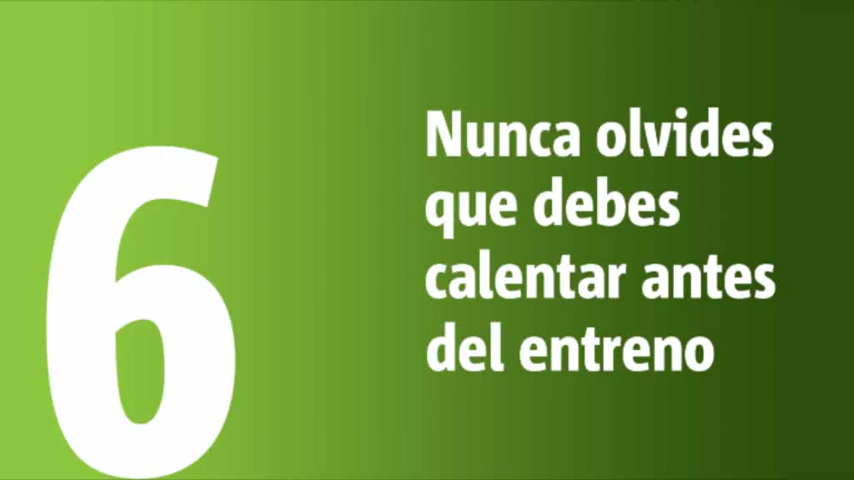 6
Nunca olvides
que debes
calentar antes
del entreno